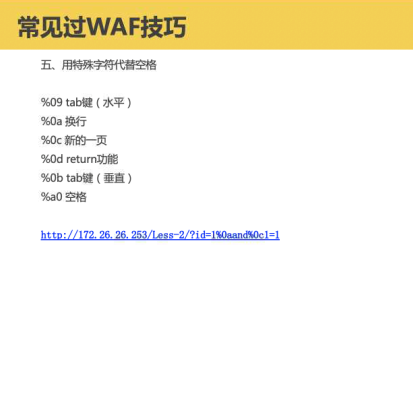 常见过WAF技巧
五、用特殊字符代替空格
%09 tab键（水平）
%0a 换行
%0c 新的一页
%0d return功能
%0b tab键（垂直）
%a0 空格
http://172.26.26.253/Less-2/?id=1%0aand%0c1=1